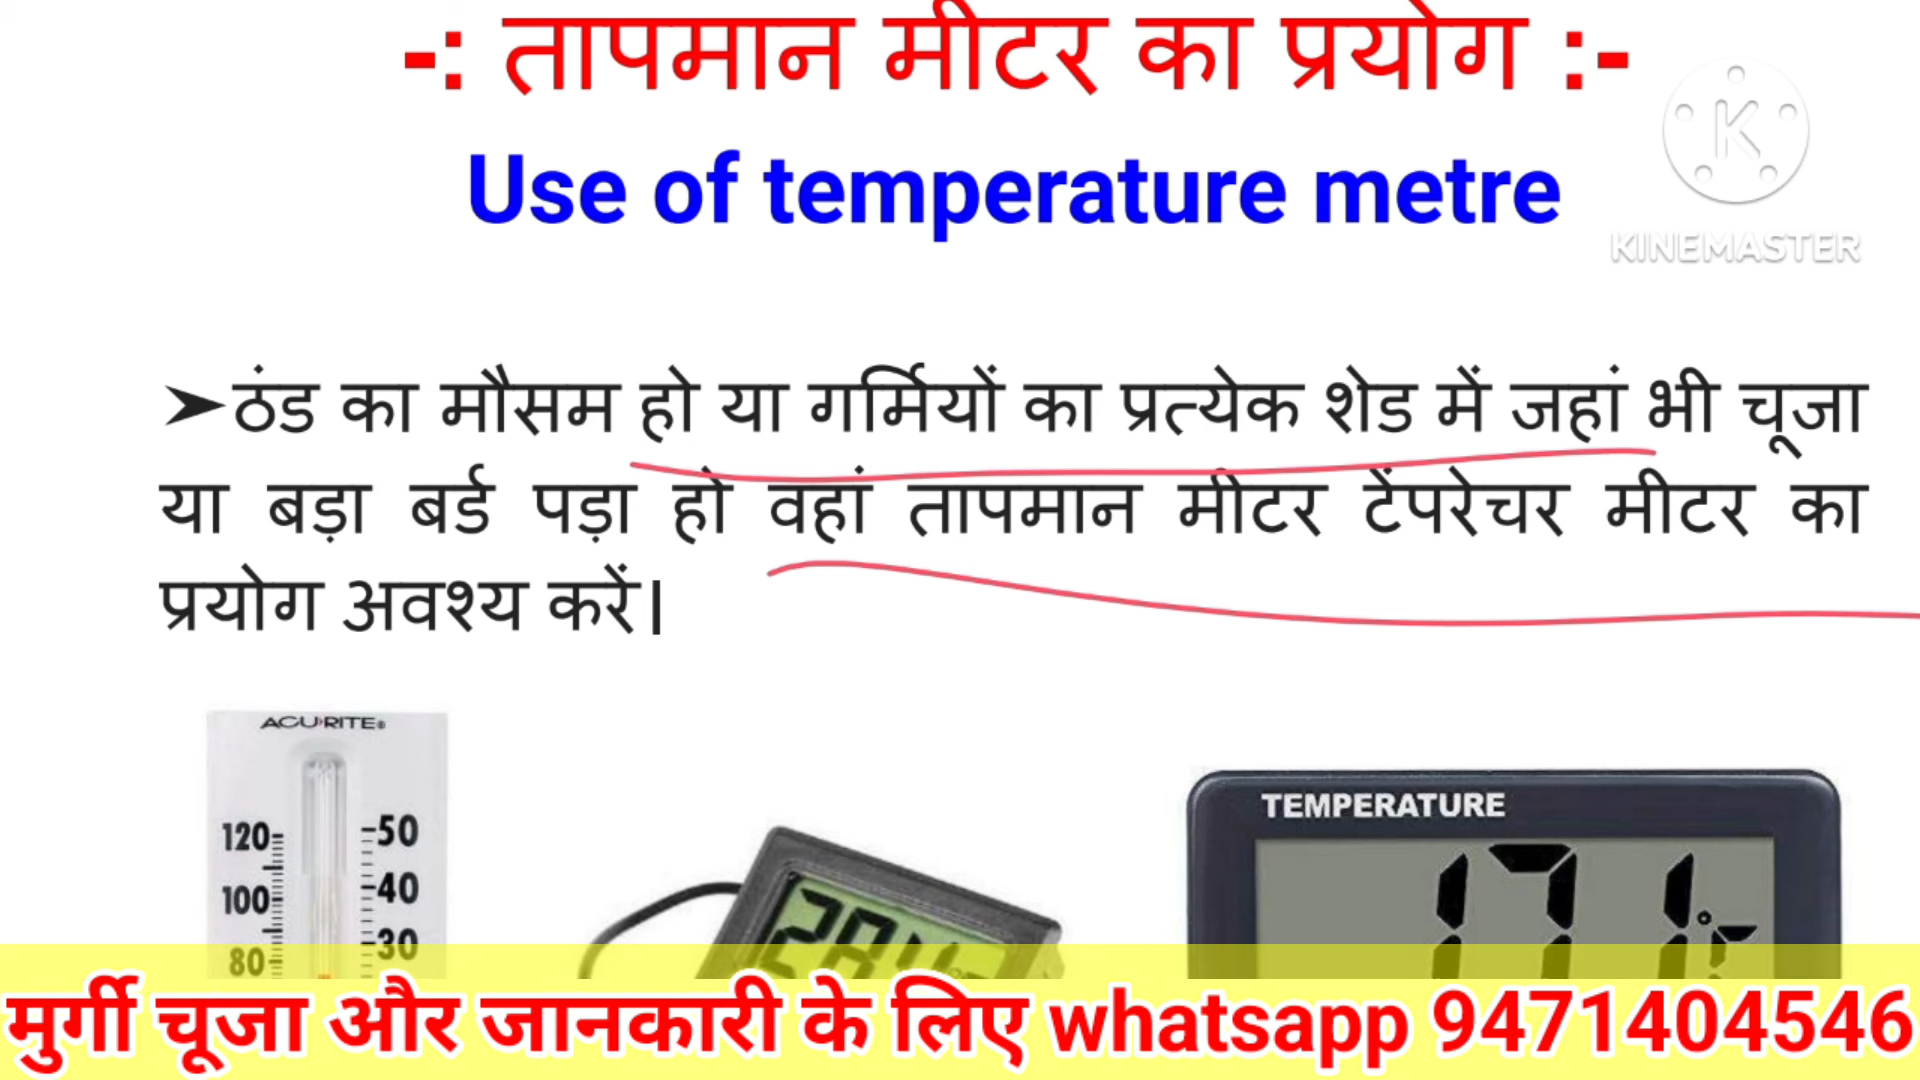 -: तापमान मीटर का प्रयोग :-
Use of temperature metre
KINEMASTER
➤ठंड का मौसम हो या गर्मियों का प्रत्येक शेड में जहां भी चूजा
या बड़ा बर्ड पड़ा हो वहां तापमान मीटर टेंपरेचर मीटर का
प्रयोग अवश्य करें।
ACU›RITE®
120 50
100 40
80 30
TEMPERATURE
मुर्गी चूजा और जानकारी के लिए whatsapp 9471404546